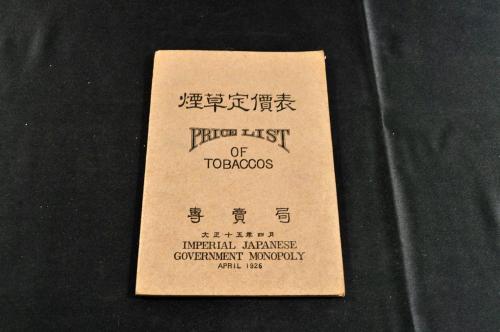 煙草定價表
PRICE LIST
OF
TOBACCOS
專賣局
大正十五年四月
IMPERIAL JAPANESE
GOVERNMENT MONOPOLY
APRIL 1926